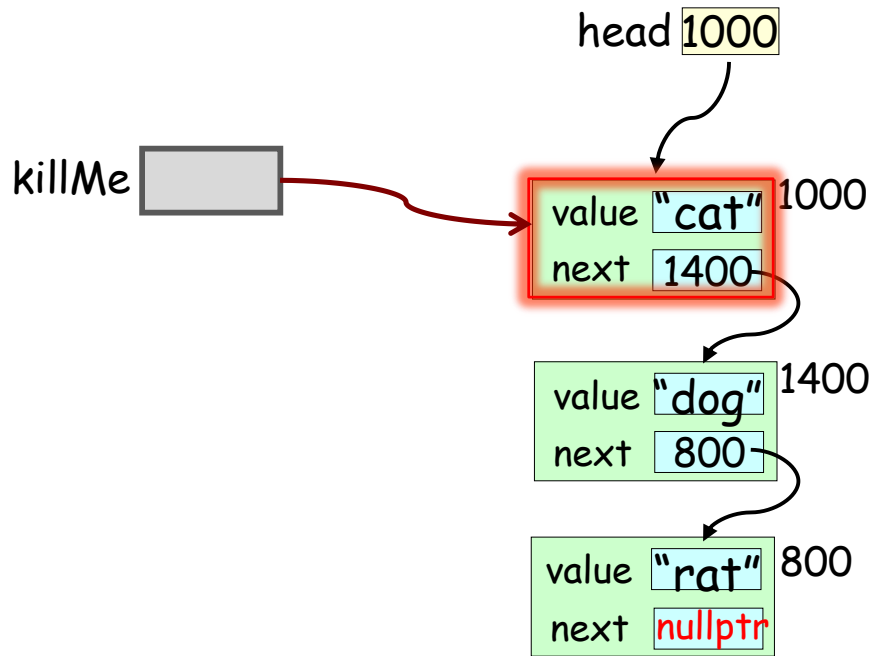 head 1000
killMe
1000
value "cat"
next 1400
1400
value "dog"
next 800
800
value "rat"
next nullptr